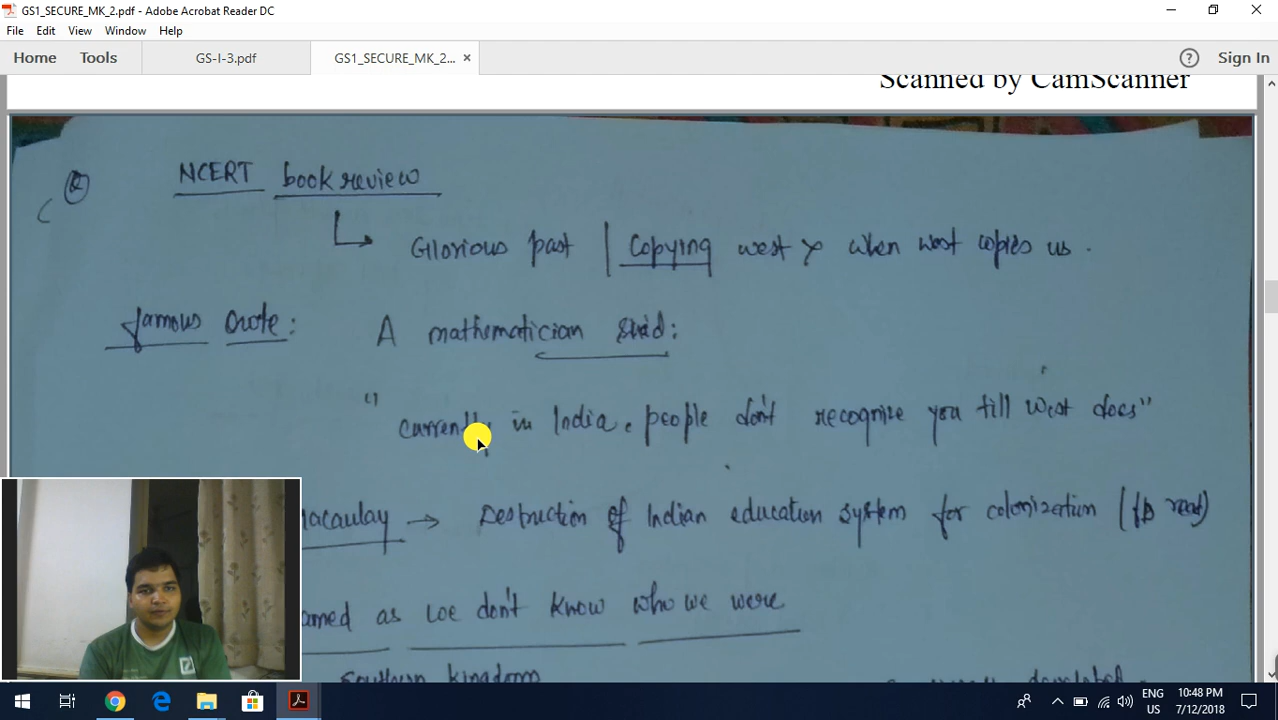 GS1_SECURE_MK_2.pdf - Adobe Acrobat Reader DC
File Edit View Window Help
Home Tools GS-I-3.pdf GS1_SECURE_MK_2... × ? Sign In
Scanned by CamScanner
NCERT book review
Glorious past | Copying west when west copies us.
famous Quote: A mathematician said:
"currently in India, people don't recognize you till west does"
Macaulay → Destruction of Indian education system for colonization ( read)
as we don't know who we were
southern kingdom
ENG 10:48 PM
US 7/12/2018